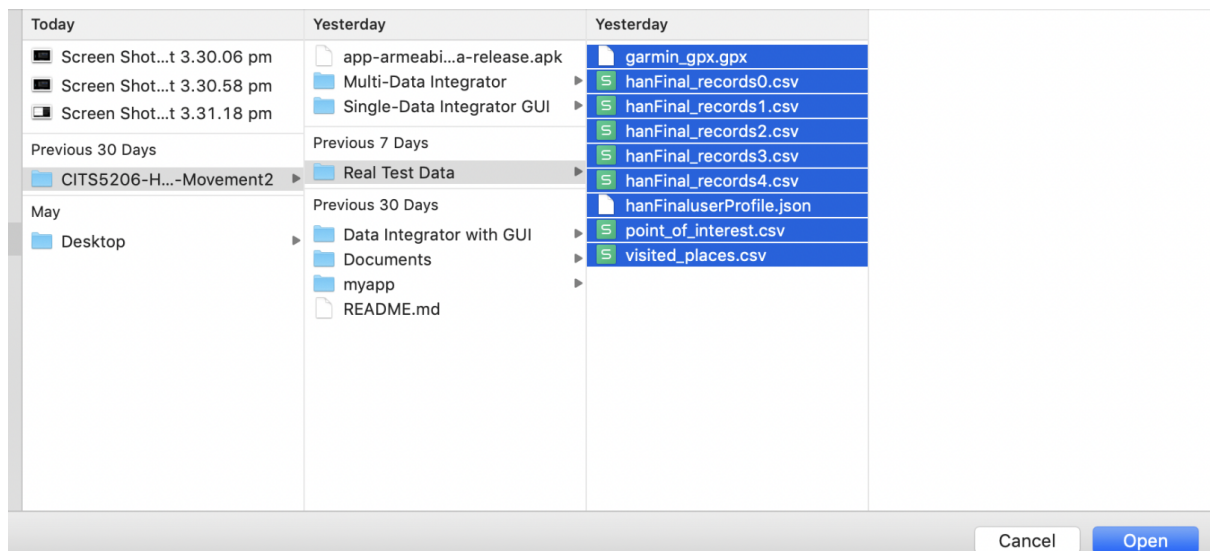 Today
Screen Shot...t 3.30.06 pm
Screen Shot...t 3.30.58 pm
Screen Shot...t 3.31.18 pm
Previous 30 Days
CITS5206-H...-Movement2
May
Desktop
Yesterday
app-armeabi...a-release.apk
Multi-Data Integrator
Single-Data Integrator GUI
Previous 7 Days
Real Test Data
Previous 30 Days
Data Integrator with GUI
Documents
myapp
README.md
Yesterday
garmin_gpx.gpx
hanFinal_records0.csv
hanFinal_records1.csv
hanFinal_records2.csv
hanFinal_records3.csv
hanFinal_records4.csv
hanFinaluserProfile.json
point_of_interest.csv
visited_places.csv
Cancel
Open